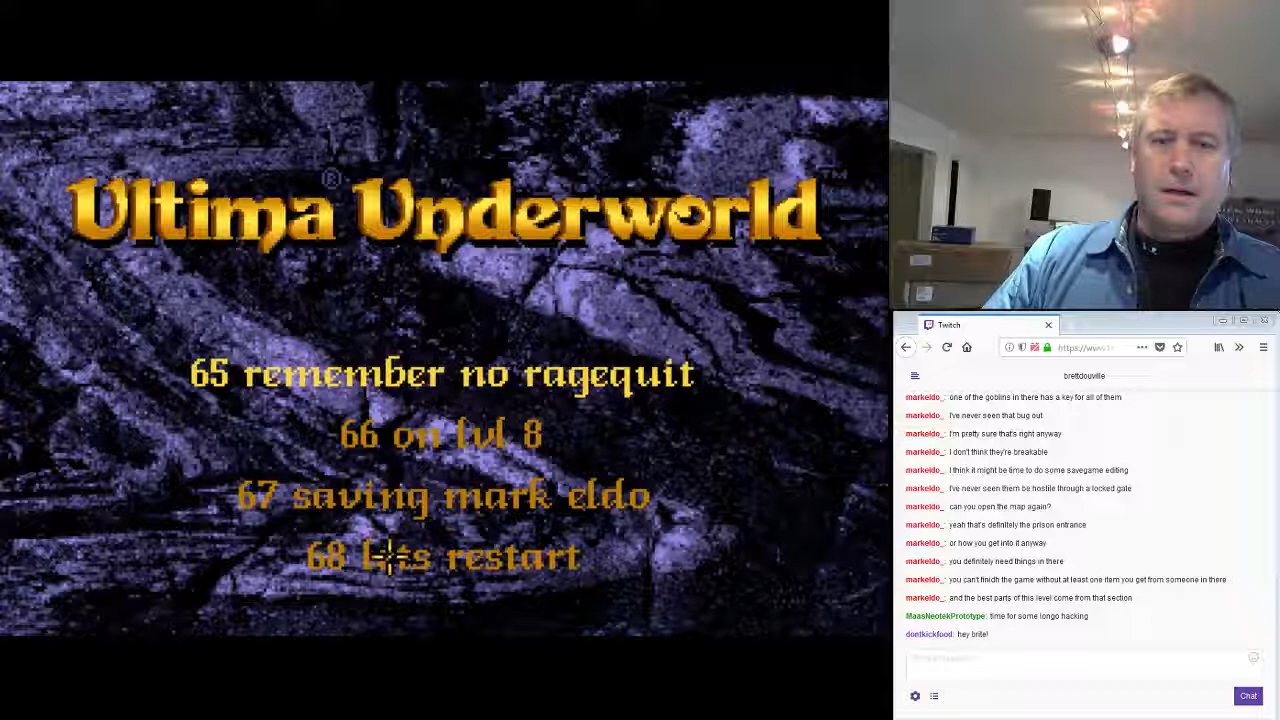 Ultima® Underworld™
65 remember no ragequit
66 on lvl 8
67 saving mark eldo
68 lets restart
Twitch
https://www
brettdouville
markeldo_: one of the goblins in there has a key for all of them
markeldo_: I've never seen that bug out
markeldo_: I'm pretty sure that's right anyway
markeldo_: I don't think they're breakable
markeldo_: I think it might be time to do some savegame editing
markeldo_: I've never seen them be hostile through a locked gate
markeldo_: can you open the map again?
markeldo_: yeah that's definitely the prison entrance
markeldo_: or how you get into it anyway
markeldo_: you definitely need things in there
markeldo_: you can't finidh the game without at least one item you get from someone in there
markeldo_: and the best parts of this level come from that section
MaasNeotekPrototype: time for some longo hacking
dontkickfood: hey brite!
Chat